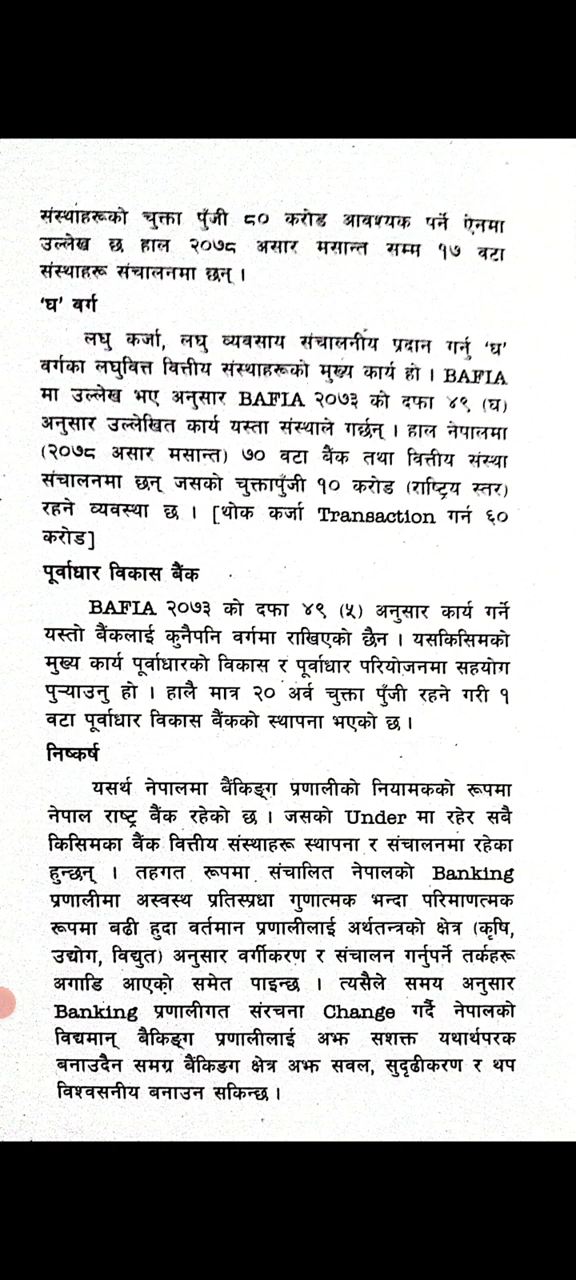 संस्थाहरूको चुक्ता पुँजी ८० करोड आवश्यक पर्ने ऐनमा
उल्लेख छ हाल २०७८ असार मसान्त सम्म १७ वटा
संस्थाहरू संचालनमा छन् ।
‘घ’ वर्ग
लघु कर्जा, लघु व्यवसाय संचालनीय प्रदान गर्नु ‘घ’
वर्गका लघुवित्त वित्तीय संस्थाहरूको मुख्य कार्य हो । BAFIA
मा उल्लेख भए अनुसार BAFIA २०७३ को दफा ४९ (घ)
अनुसार उल्लेखित कार्य यस्ता संस्थाले गर्छन् । हाल नेपालमा
(२०७८ असार मसान्त) ७० वटा बैंक तथा वित्तीय संस्था
संचालनमा छन् जसको चुक्तापुँजी १० करोड (राष्ट्रिय स्तर)
रहने व्यवस्था छ । [थोक कर्जा Transaction गर्न ६०
करोड]
पूर्वाधार विकास बैंक
BAFIA २०७३ को दफा ४९ (५) अनुसार कार्य गर्ने
यस्तो बैंकलाई कुनैपनि वर्गमा राखिएको छैन । यसकिसिमको
मुख्य कार्य पूर्वाधारको विकास र पूर्वाधार परियोजनमा सहयोग
पुऱ्याउनु हो । हालै मात्र २० अर्व चुक्ता पुँजी रहने गरी १
वटा पूर्वाधार विकास बैंकको स्थापना भएको छ ।
निष्कर्ष
यसर्थ नेपालमा बैंकिङ्ग प्रणालीको नियामकको रूपमा
नेपाल राष्ट्र बैंक रहेको छ । जसको Under मा रहेर सबै
किसिमका बैंक वित्तीय संस्थाहरू स्थापना र संचालनमा रहेका
हुन्छन् । तहगत रूपमा संचालित नेपालको Banking
प्रणालीमा अस्वस्थ प्रतिस्प्रधा गुणात्मक भन्दा परिमाणत्मक
रूपमा बढी हुदा वर्तमान प्रणालीलाई अर्थतन्त्रको क्षेत्र (कृषि,
उद्योग, विद्युत) अनुसार वर्गीकरण र संचालन गर्नुपर्ने तर्कहरू
अगाडि आएको समेत पाइन्छ । त्यसैले समय अनुसार
Banking प्रणालीगत संरचना Change गर्दै नेपालको
विद्यमान् बैकिङ्ग प्रणालीलाई अझ सशक्त यथार्थपरक
बनाउदैन समग्र बैंकिङग क्षेत्र अझ सवल, सुदृढीकरण र थप
विश्वसनीय बनाउन सकिन्छ ।